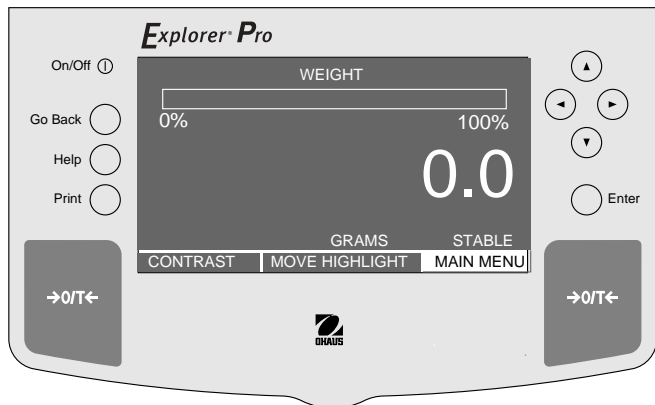 Explorer® Pro
On/Off
Go Back
Help
Print
WEIGHT
0% 100%
0.0
GRAMS STABLE
CONTRAST MOVE HIGHLIGHT MAIN MENU
Enter
→0/T←
→0/T←
OHAUS